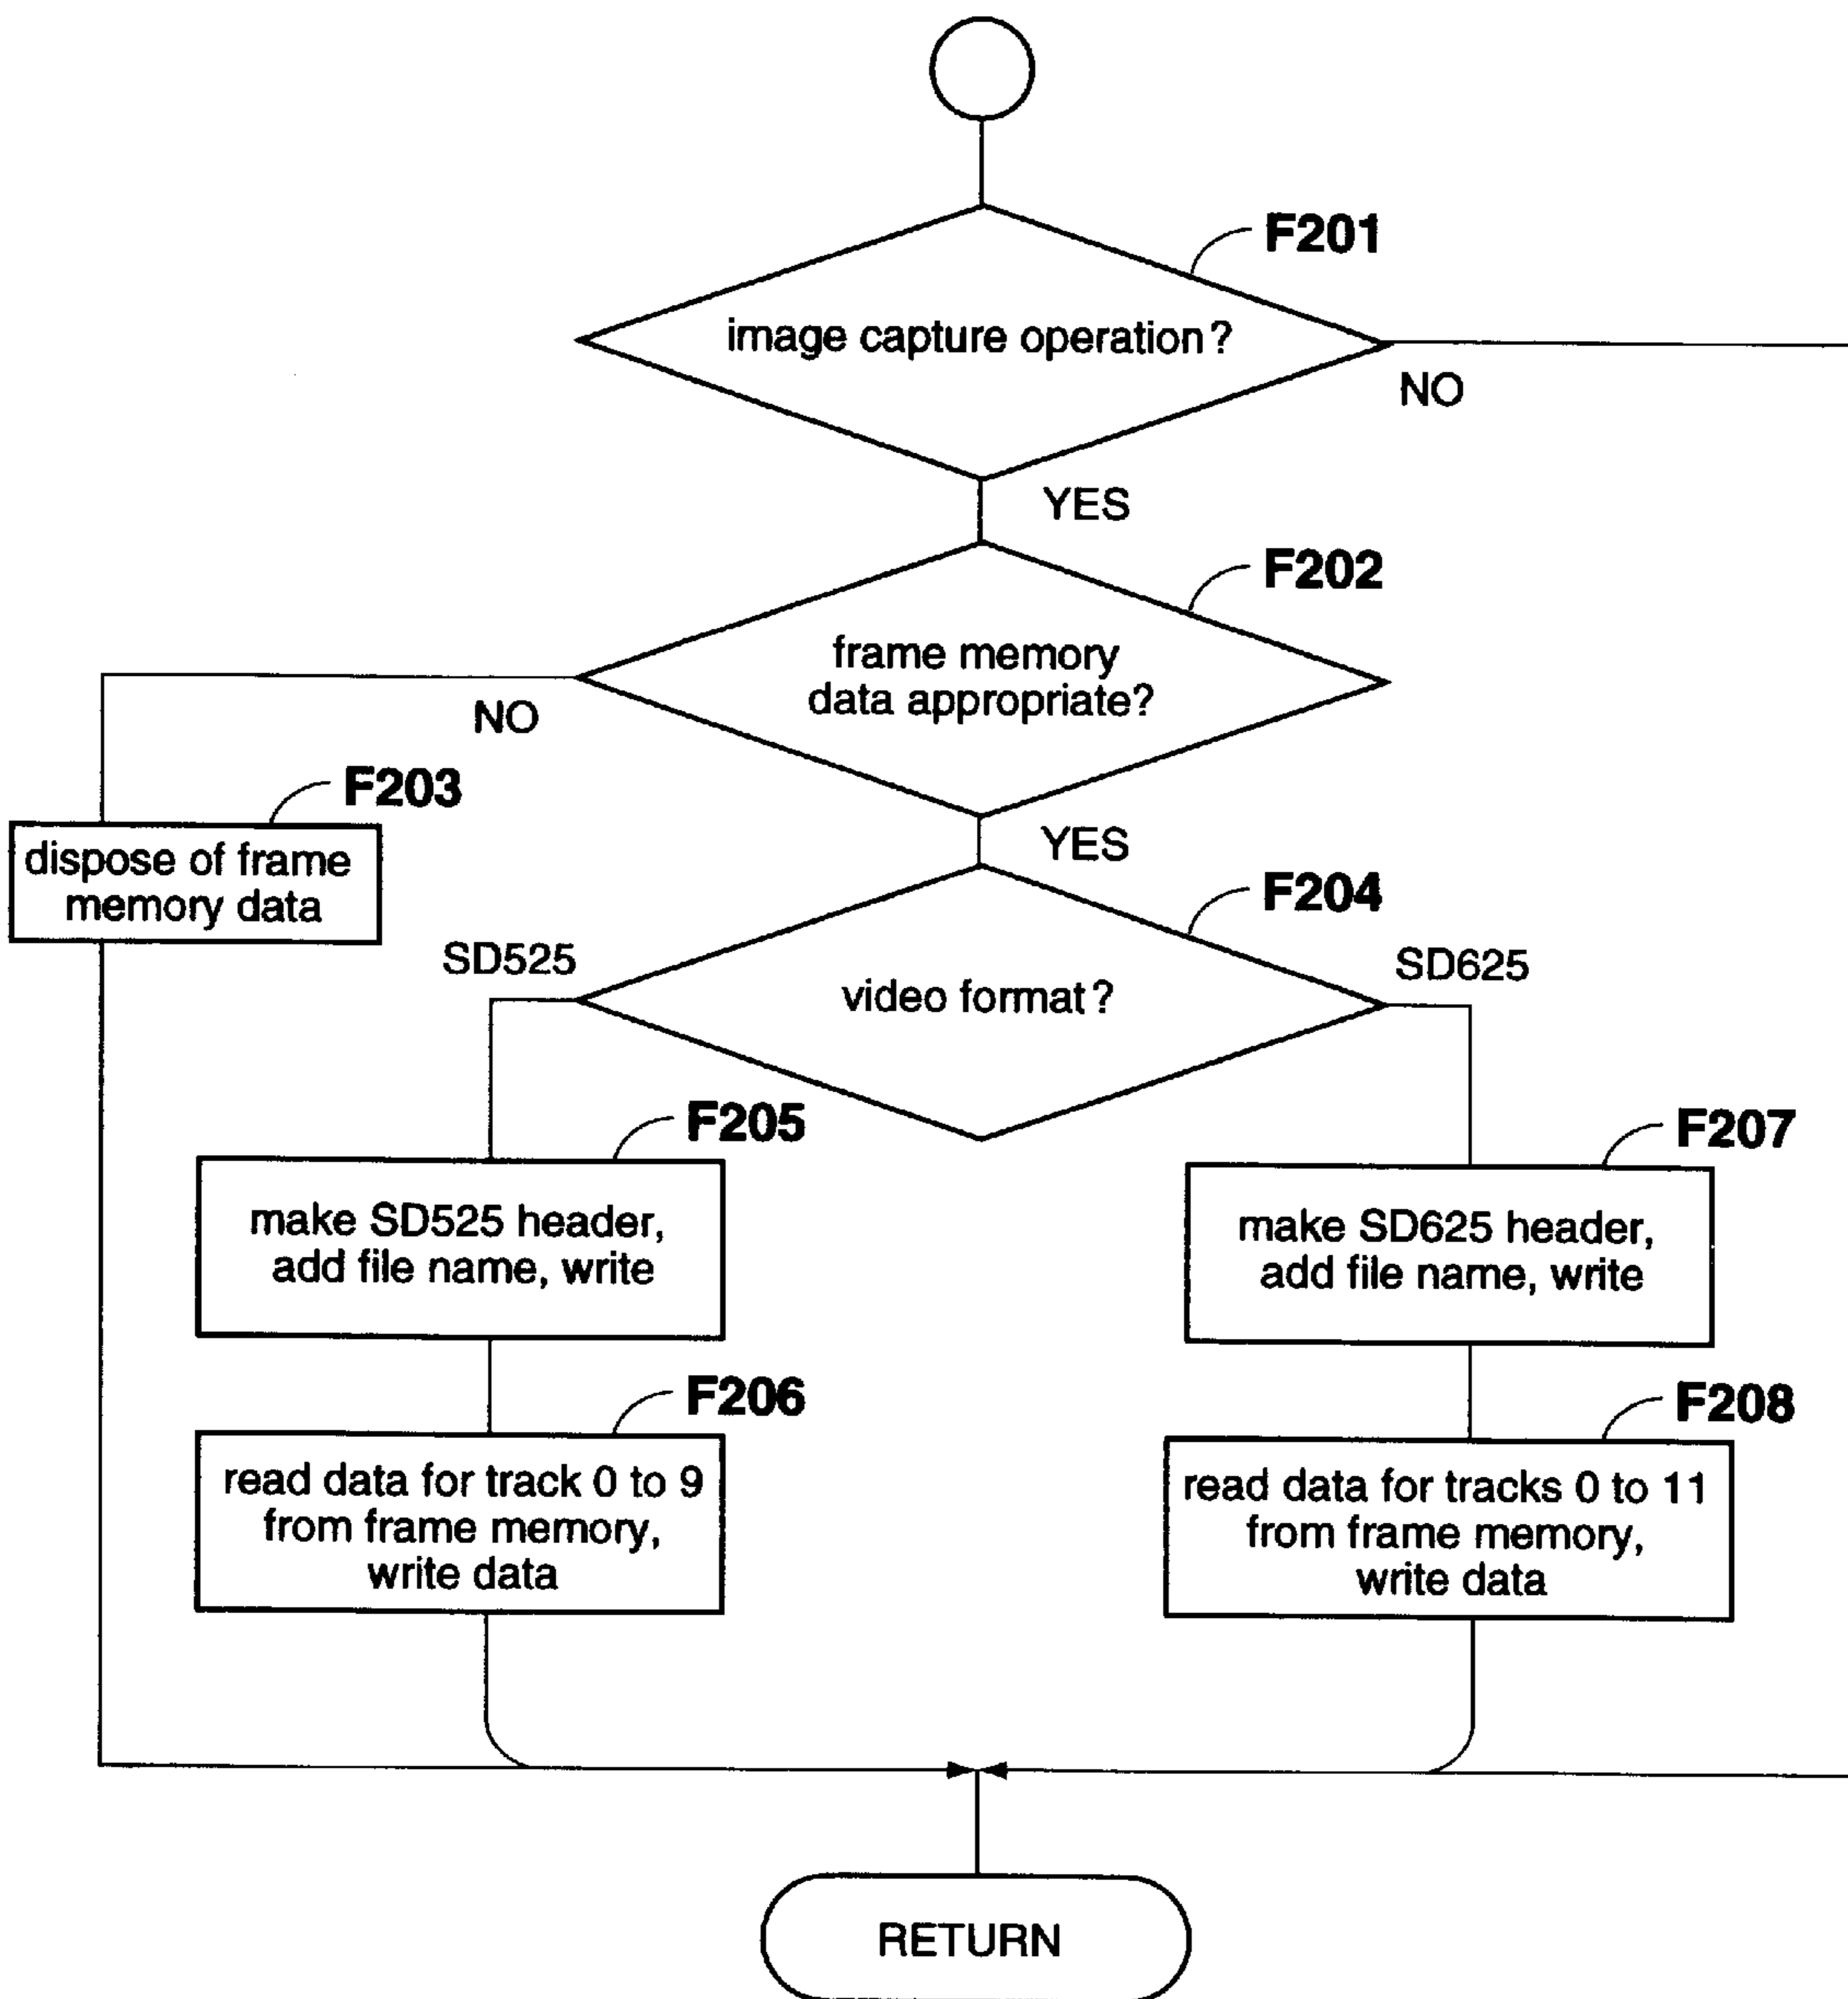 F201
image capture operation?
NO
YES
F202
frame memory
data appropriate?
NO
YES
F203
dispose of frame
memory data
F204
SD525
SD625
video format?
F205
make SD525 header,
add file name, write
F207
make SD625 header,
add file name, write
F206
read data for track 0 to 9
from frame memory,
write data
F208
read data for tracks 0 to 11
from frame memory,
write data
RETURN